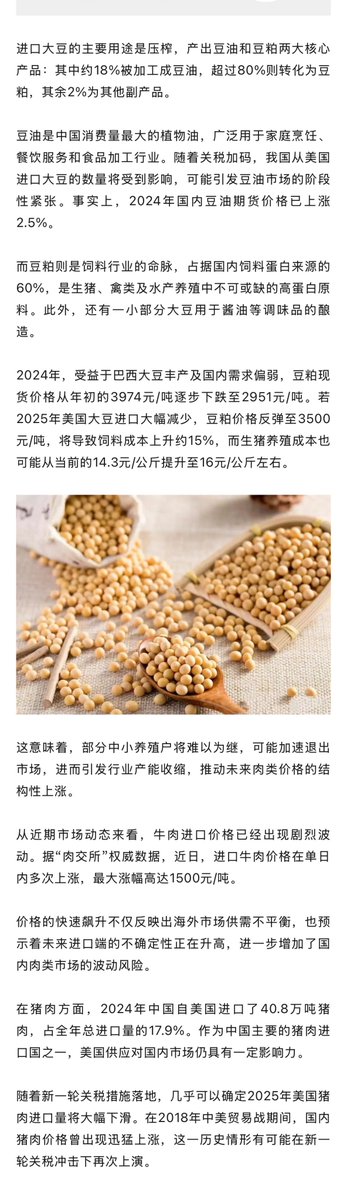 进口大豆的主要用途是压榨，产出豆油和豆粕两大核心
产品：其中约18%被加工成豆油，超过80%则转化为豆
粕，其余2%为其他副产品。
豆油是中国消费量最大的植物油，广泛用于家庭烹饪、
餐饮服务和食品加工行业。随着关税加码，我国从美国
进口大豆的数量将受到影响，可能引发豆油市场的阶段
性紧张。事实上，2024年国内豆油期货价格已上涨
2.5%。
而豆粕则是饲料行业的命脉，占据国内饲料蛋白来源的
60%，是生猪、禽类及水产养殖中不可或缺的高蛋白原
料。此外，还有一小部分大豆用于酱油等调味品的酿
造。
2024年，受益于巴西大豆丰产及国内需求偏弱，豆粕现
货价格从年初的3974元/吨逐步下跌至2951元/吨。若
2025年美国大豆进口大幅减少，豆粕价格反弹至3500
元/吨，将导致饲料成本上升约15%，而生猪养殖成本也
可能从当前的14.3元/公斤提升至16元/公斤左右。
这意味着，部分中小养殖户将难以为继，可能加速退出
市场，进而引发行业产能收缩，推动未来肉类价格的结
构性上涨。
从近期市场动态来看，牛肉进口价格已经出现剧烈波
动。据“肉交所”权威数据，近日，进口牛肉价格在单日
内多次上涨，最大涨幅高达1500元/吨。
价格的快速飙升不仅反映出海外市场供需不平衡，也预
示着未来进口端的不确定性正在升高，进一步增加了国
内肉类市场的波动风险。
在猪肉方面，2024年中国自美国进口了40.8万吨猪
肉，占全年总进口量的17.9%。作为中国主要的猪肉进
口国之一，美国供应对国内市场仍具有一定影响力。
随着新一轮关税措施落地，几乎可以确定2025年美国猪
肉进口量将大幅下滑。在2018年中美贸易战期间，国内
猪肉价格曾出现迅猛上涨，这一历史情形有可能在新一
轮关税冲击下再次上演。